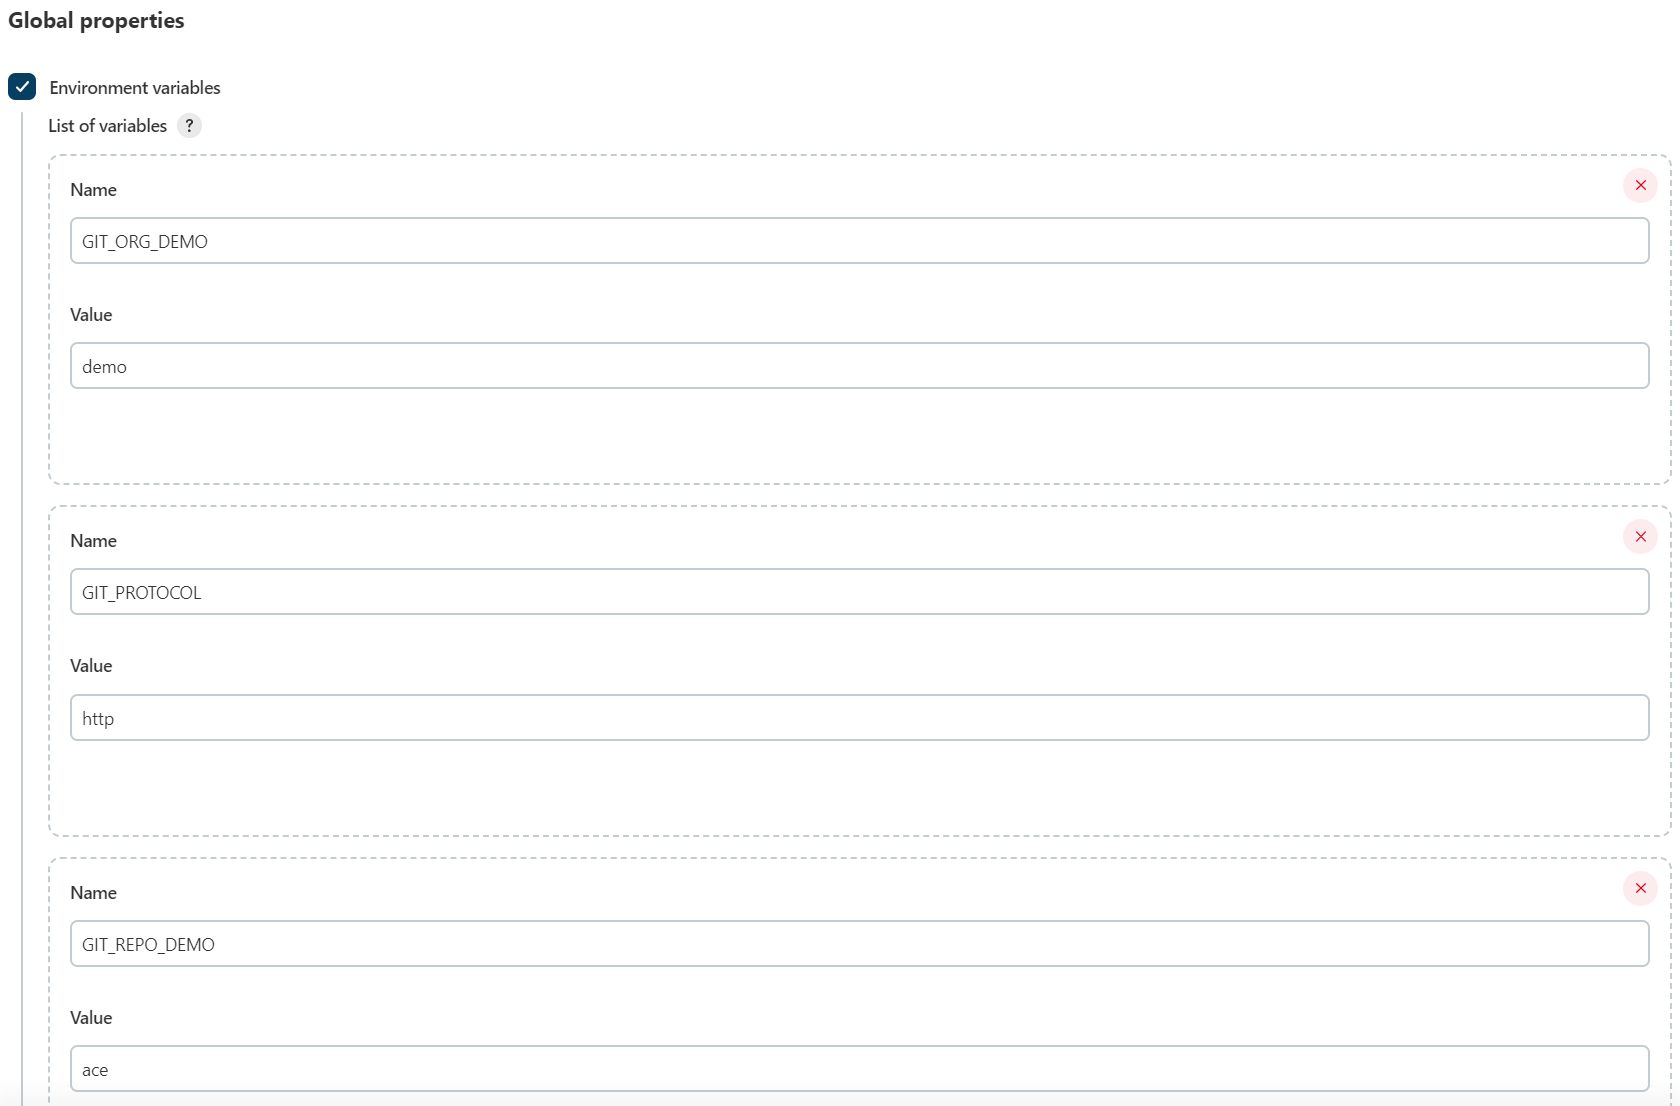 Global properties
Environment variables
List of variables ?
Name
GIT_ORG_DEMO
Value
demo
Name
GIT_PROTOCOL
Value
http
Name
GIT_REPO_DEMO
Value
ace